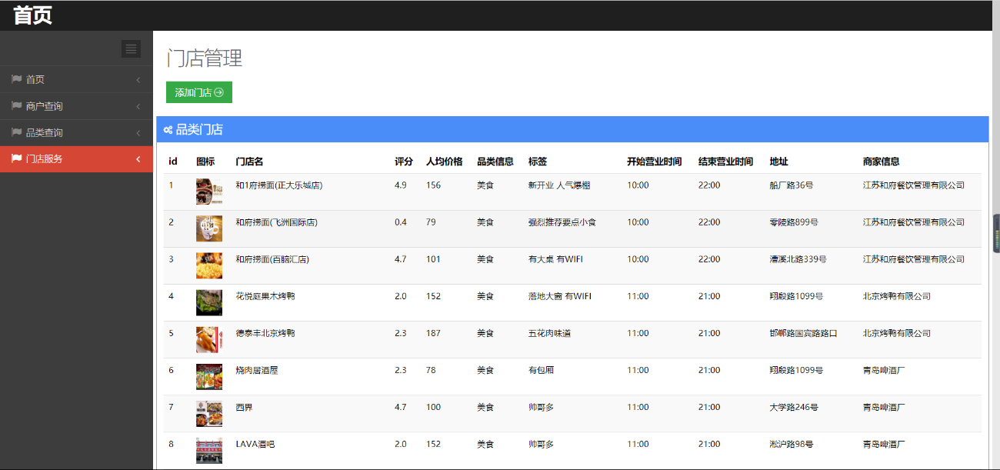 首页
首页
商户查询
品类查询
门店服务
门店管理
添加门店
品类门店
id 图标 门店名 评分 人均价格 品类信息 标签 开始营业时间 结束营业时间 地址 商家信息
1 和1府捞面(正大乐城店) 4.9 156 美食 新开业 人气爆棚 10:00 22:00 船厂路36号 江苏和府餐饮管理有限公司
2 和府捞面(飞洲国际店) 0.4 79 美食 强烈推荐要点小食 10:00 22:00 零陵路899号 江苏和府餐饮管理有限公司
3 和府捞面(百脑汇店) 4.7 101 美食 有大桌 有WIFI 10:00 22:00 漕溪北路339号 江苏和府餐饮管理有限公司
4 花悦庭果木烤鸭 2.0 152 美食 落地大窗 有WIFI 11:00 21:00 翔殷路1099号 北京烤鸭有限公司
5 德泰丰北京烤鸭 2.3 187 美食 五花肉味道 11:00 21:00 邯郸路国宾路路口 北京烤鸭有限公司
6 烧肉居酒屋 2.3 78 美食 有包厢 11:00 21:00 翔殷路1099号 青岛啤酒厂
7 西界 4.7 100 美食 帅哥多 11:00 21:00 大学路246号 青岛啤酒厂
8 LAVA酒吧 2.0 152 美食 帅哥多 11:00 21:00 淞沪路98号 青岛啤酒厂